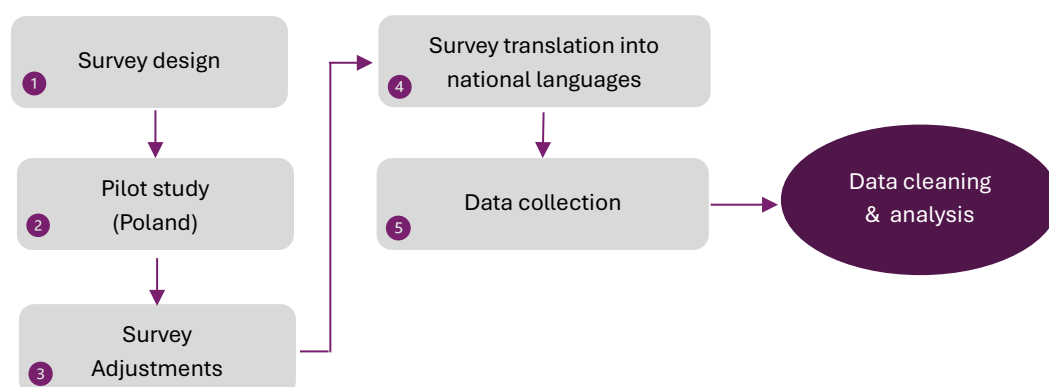 Survey design
1
Pilot study
(Poland)
2
Survey
Adjustments
3
Survey translation into
national languages
4
Data collection
5
Data cleaning
& analysis